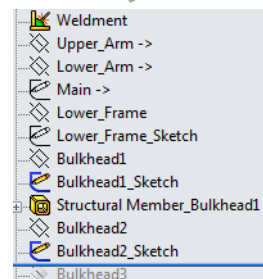 Weldment
Upper_Arm ->
Lower_Arm ->
Main ->
Lower_Frame
Lower_Frame_Sketch
Bulkhead1
Bulkhead1_Sketch
Structural Member_Bulkhead1
Bulkhead2
Bulkhead2_Sketch
Bulkhead3